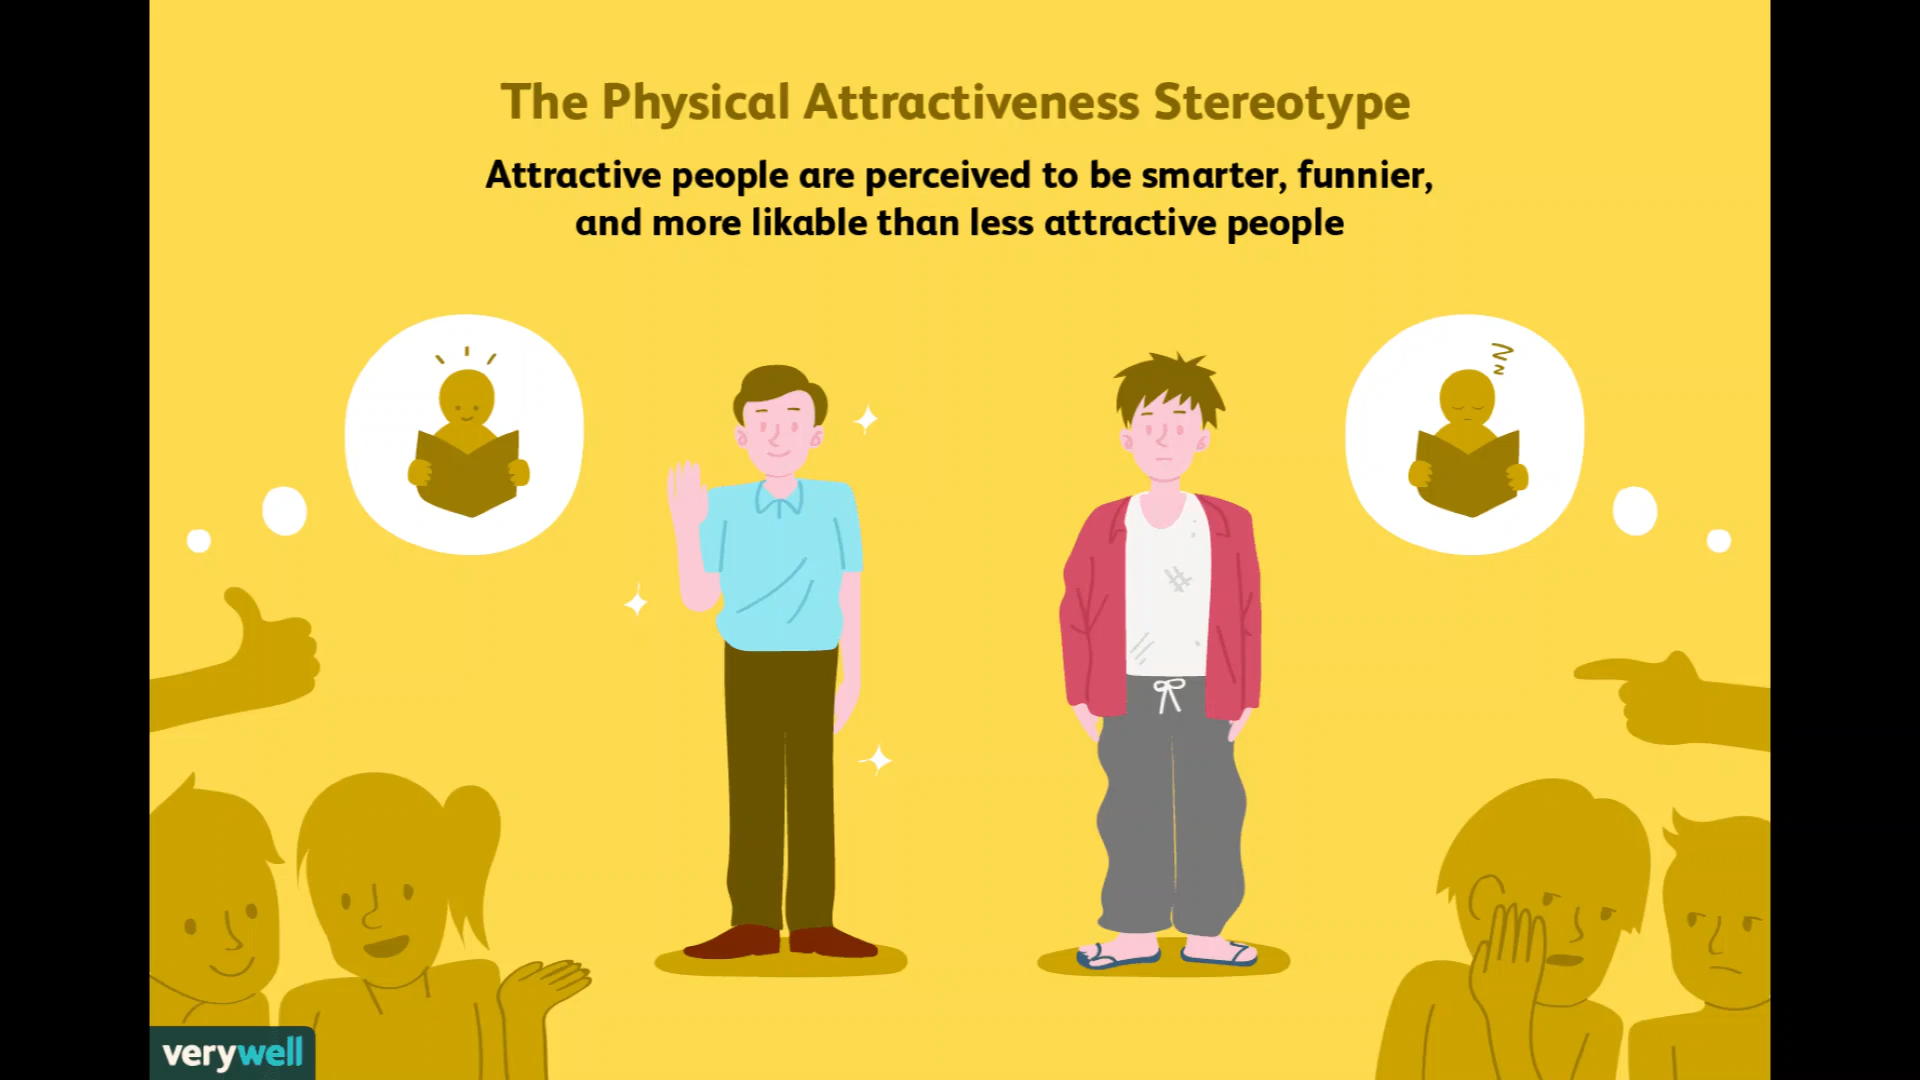 The Physical Attractiveness Stereotype
Attractive people are perceived to be smarter, funnier,
and more likable than less attractive people
z
z
verywell